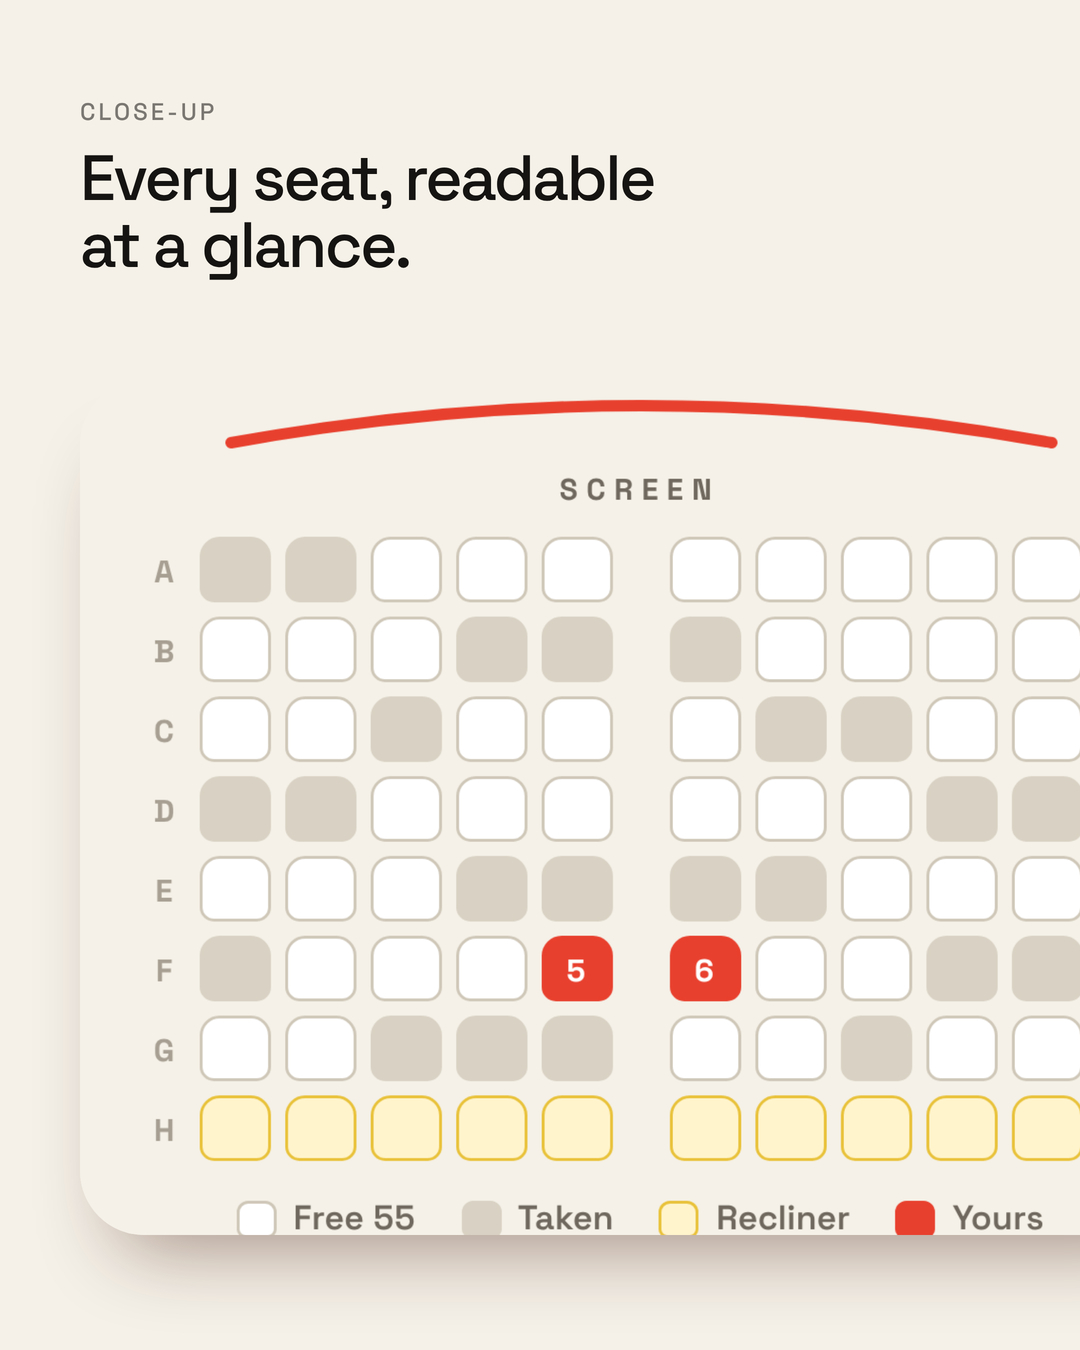 CLOSE-UP
Every seat, readable
at a glance.
SCREEN
A
B
C
D
E
F 5 6
G
H
Free 55 Taken Recliner Yours